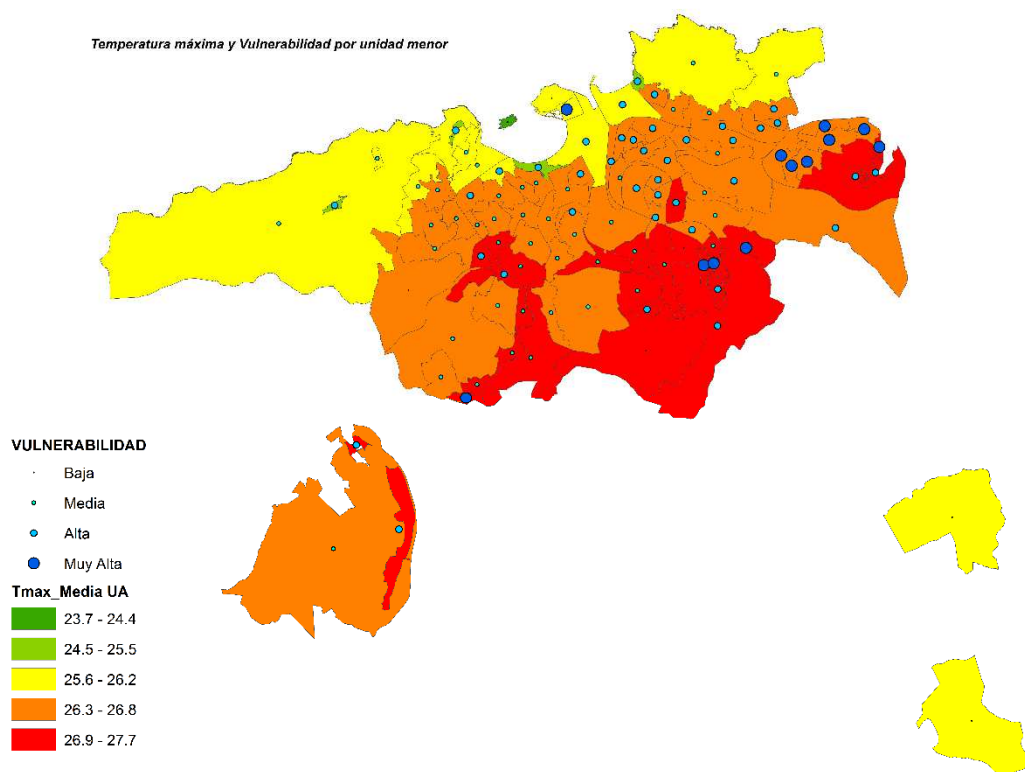 Temperatura máxima y Vulnerabilidad por unidad menor
VULNERABILIDAD
Baja
Media
Alta
Muy Alta
Tmax_Media UA
23.7 - 24.4
24.5 - 25.5
25.6 - 26.2
26.3 - 26.8
26.9 - 27.7